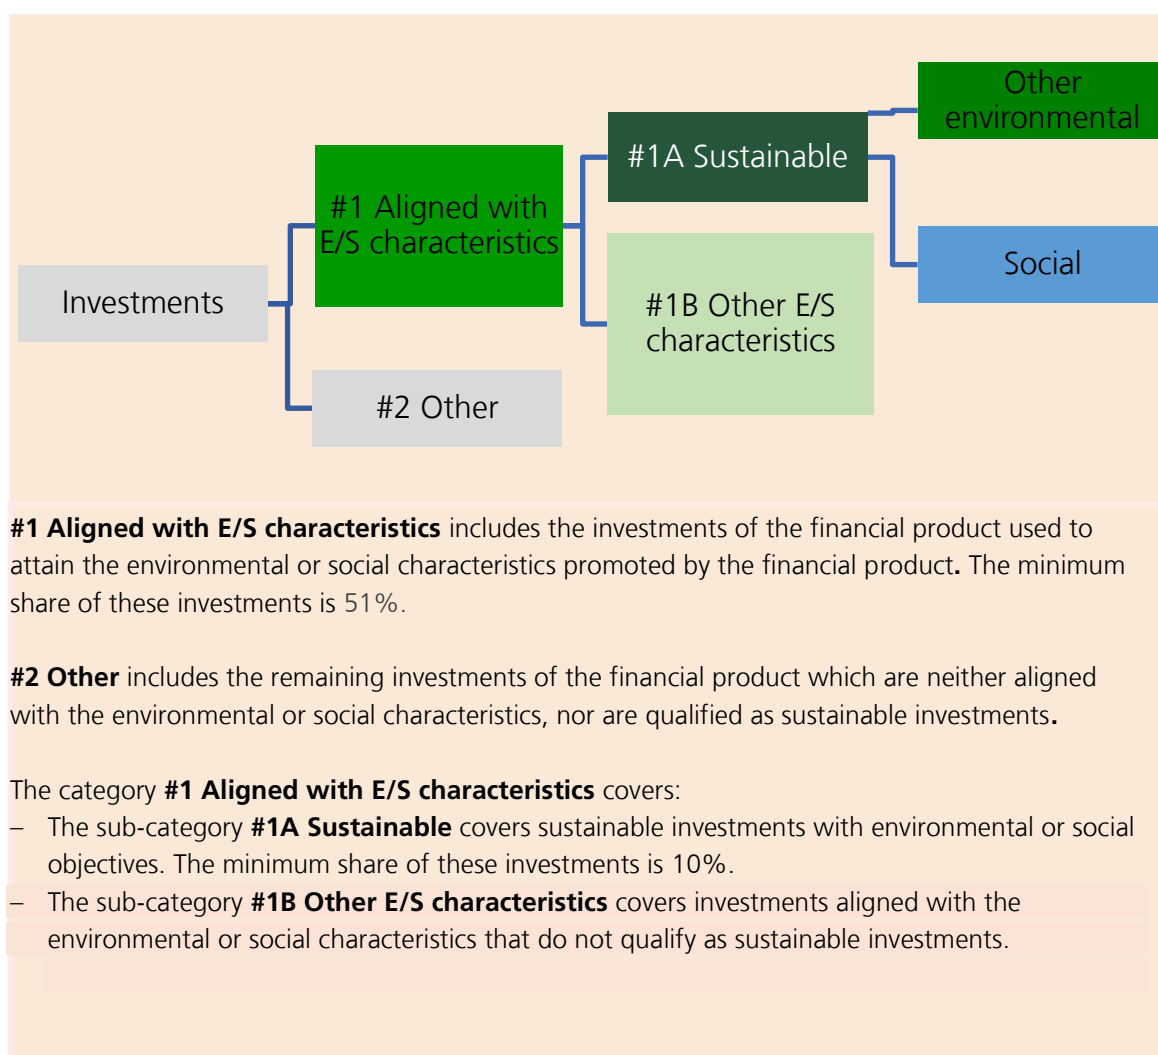 Other
environmental
#1A Sustainable
#1 Aligned with
E/S characteristics
Social
Investments
#1B Other E/S
characteristics
#2 Other
#1 Aligned with E/S characteristics includes the investments of the financial product used to
attain the environmental or social characteristics promoted by the financial product. The minimum
share of these investments is 51%.
#2 Other includes the remaining investments of the financial product which are neither aligned
with the environmental or social characteristics, nor are qualified as sustainable investments.
The category #1 Aligned with E/S characteristics covers:
– The sub-category #1A Sustainable covers sustainable investments with environmental or social
objectives. The minimum share of these investments is 10%.
– The sub-category #1B Other E/S characteristics covers investments aligned with the
environmental or social characteristics that do not qualify as sustainable investments.